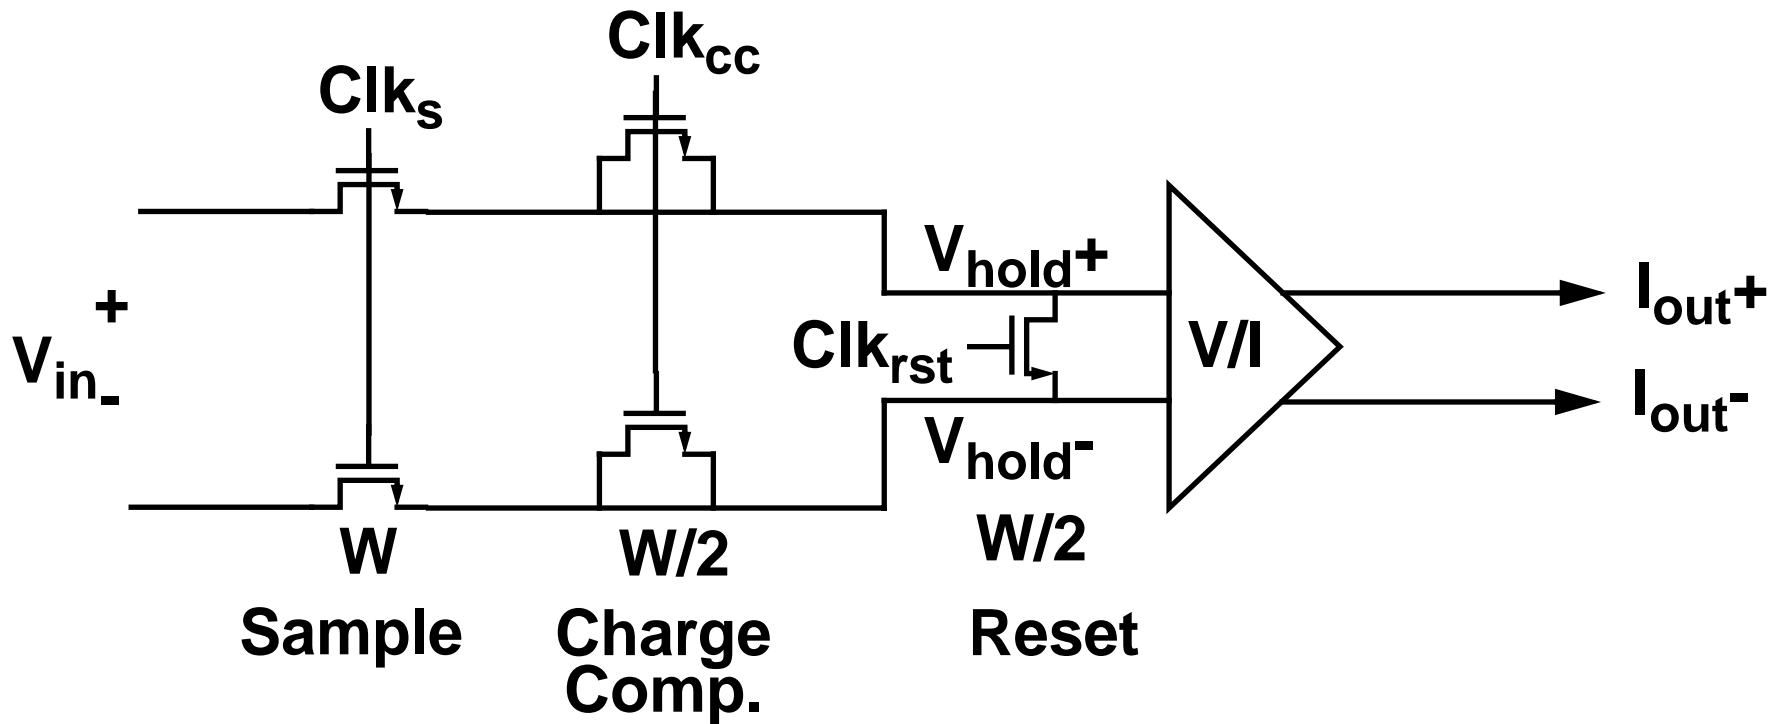 Clk_cc
Clk_s
V_hold+
I_out+
+
V_in
-
Clk_rst
V/I
I_out-
V_hold-
W
W/2
W/2
Sample
Charge
Comp.
Reset